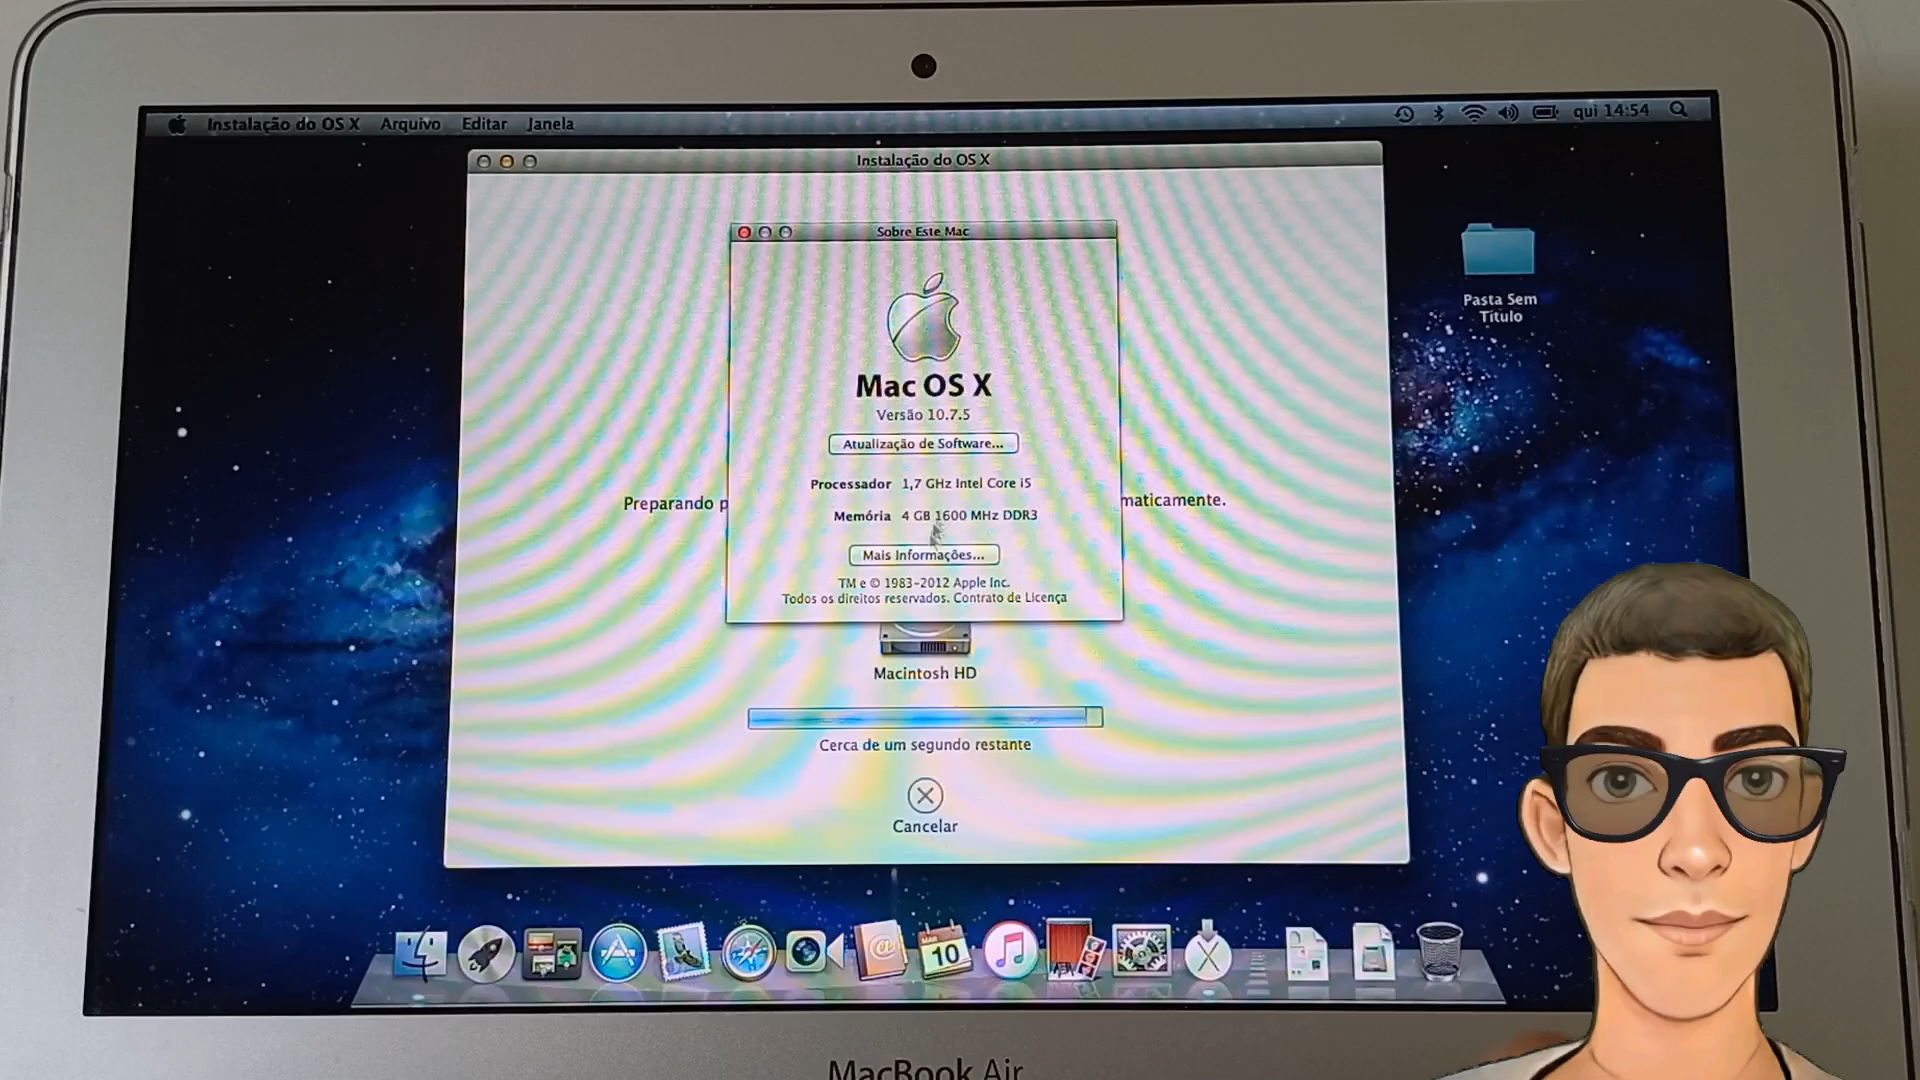 Instalação do OS X Arquivo Editar Janela
qui 14:54
Instalação do OS X
Sobre Este Mac
Pasta Sem
Título
Mac OS X
Versão 10.7.5
Atualização de Software...
Processador 1,7 GHz Intel Core i5
Preparando p
maticamente.
Memória 4 GB 1600 MHz DDR3
Mais Informações...
TM e © 1983-2012 Apple Inc.
Todos os direitos reservados. Contrato de Licença
Macintosh HD
Cerca de um segundo restante
Cancelar
10
MacBook Air